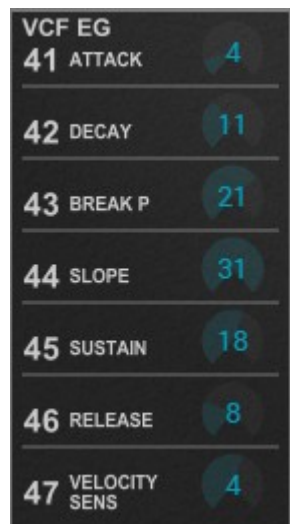 VCF EG
41 ATTACK 4
42 DECAY 11
43 BREAK P 21
44 SLOPE 31
45 SUSTAIN 18
46 RELEASE 8
47 VELOCITY SENS 4